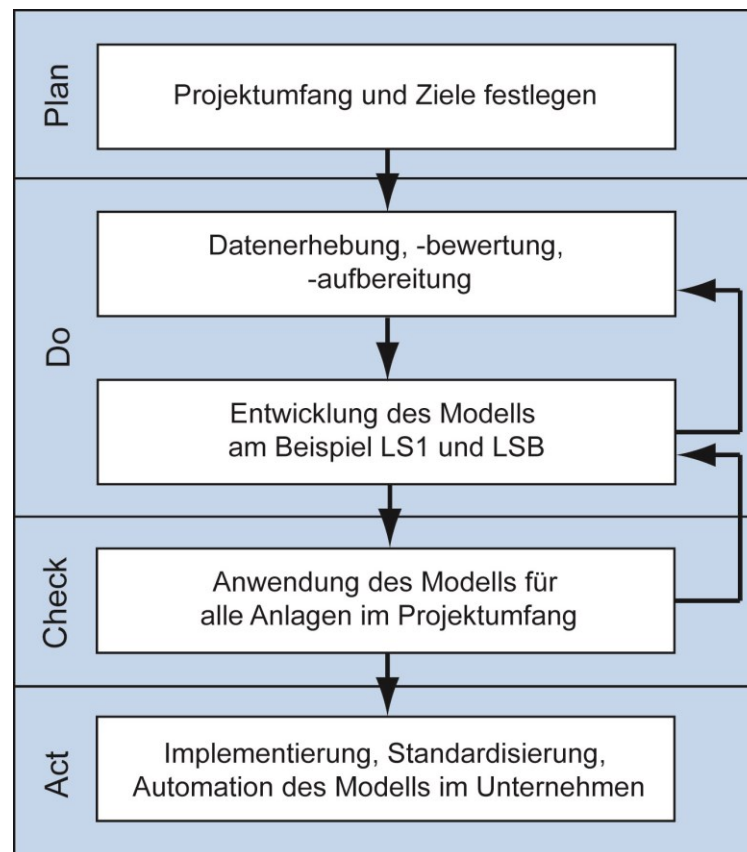 Plan
Projektumfang und Ziele festlegen
Do
Datenerhebung, -bewertung,
-aufbereitung
Entwicklung des Modells
am Beispiel LS1 und LSB
Check
Anwendung des Modells für
alle Anlagen im Projektumfang
Act
Implementierung, Standardisierung,
Automation des Modells im Unternehmen